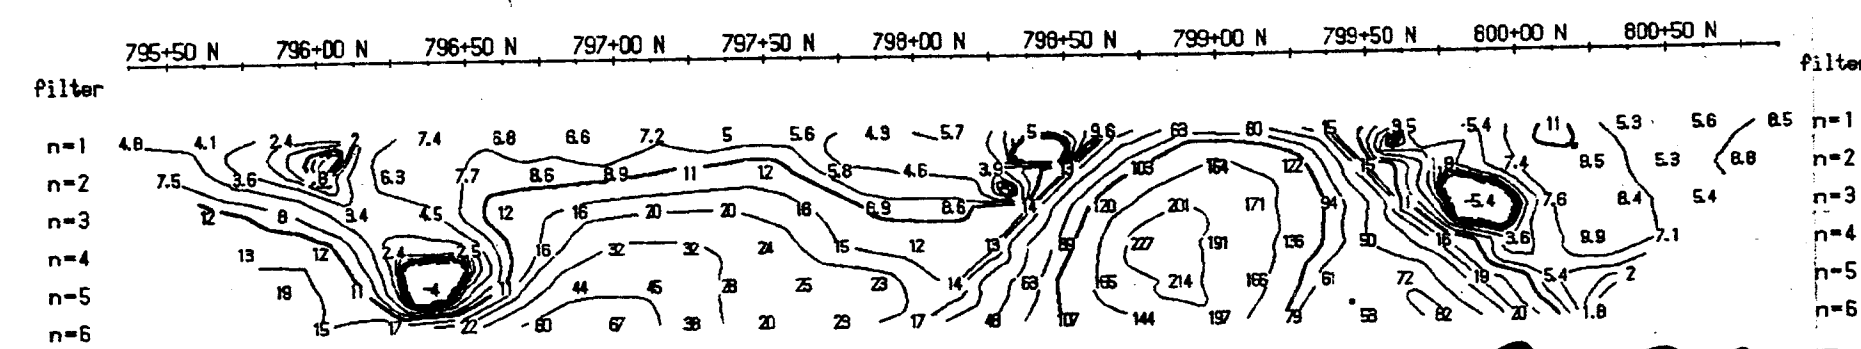 795+50 N 796+00 N 796+50 N 797+00 N 797+50 N 798+00 N 798+50 N 799+00 N 799+50 N 800+00 N 800+50 N
filter filter
n=1 4.8 4.1 2.4 2 7.4 6.8 6.6 7.2 5 5.6 4.3 5.7 5 9.6 63 80 15 9.5 -5.4 11 5.3 5.6 8.5 n=1
n=2 7.5 3.6 6.3 7.7 8.6 8.9 11 12 5.8 4.6 3.9 13 103 164 122 15 7.4 8.5 5.3 8.8 n=2
n=3 12 8 3.4 4.5 12 16 20 20 16 6.9 8.6 14 120 201 171 94 -5.4 7.6 8.4 5.4 n=3
n=4 13 12 2.4 2.5 16 32 32 24 15 12 13 89 227 191 136 50 16 3.6 9.9 7.1 n=4
n=5 19 11 -4 11 44 45 28 25 23 14 63 165 214 166 61 72 19 5.4 2 n=5
n=6 15 17 22 80 67 38 20 23 17 48 107 144 197 79 53 82 20 1.8 n=6